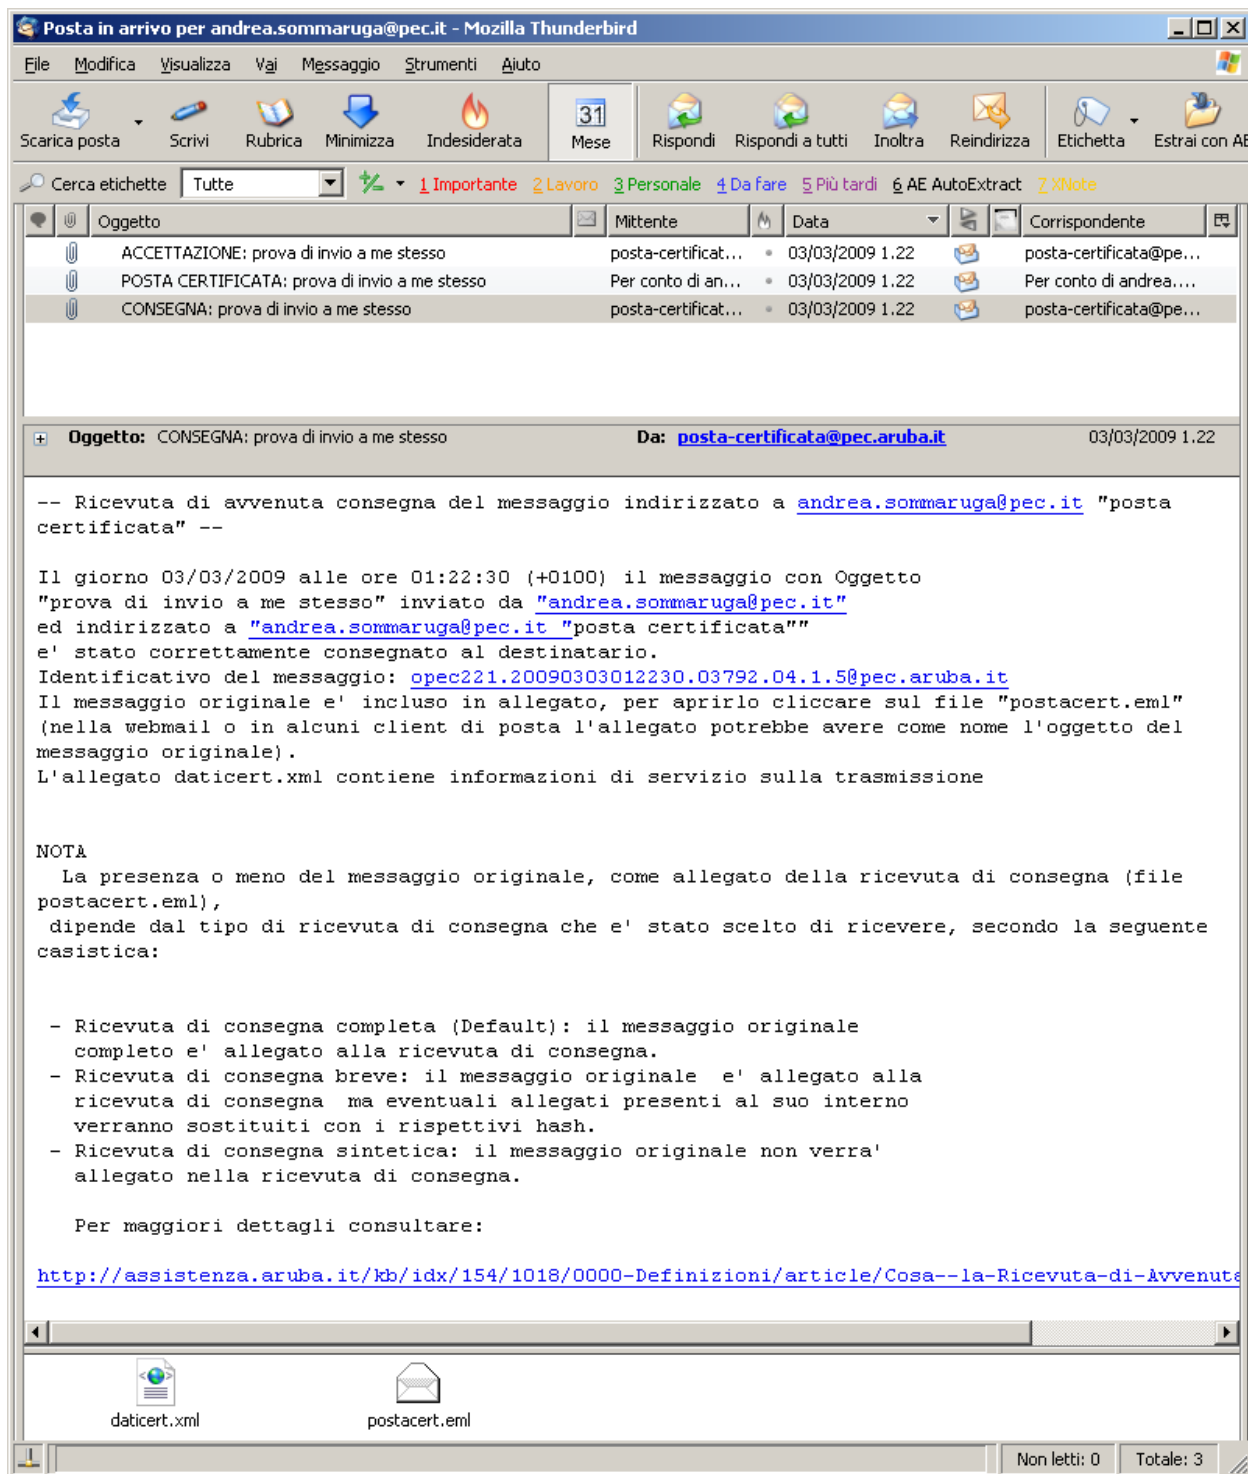 Posta in arrivo per andrea.sommaruga@pec.it - Mozilla Thunderbird
File Modifica Visualizza Vai Messaggio Strumenti Aiuto
Scarica posta Scrivi Rubrica Minimizza Indesiderata 31 Mese Rispondi Rispondi a tutti Inoltra Reindirizza Etichetta Estrai con AE
Cerca etichette Tutte 1 Importante 2 Lavoro 3 Personale 4 Da fare 5 Più tardi 6 AE AutoExtract 7 XNote
Oggetto Mittente Data Corrispondente
ACCETTAZIONE: prova di invio a me stesso posta-certificat... 03/03/2009 1.22 posta-certificata@pe...
POSTA CERTIFICATA: prova di invio a me stesso Per conto di an... 03/03/2009 1.22 Per conto di andrea....
CONSEGNA: prova di invio a me stesso posta-certificat... 03/03/2009 1.22 posta-certificata@pe...
Oggetto: CONSEGNA: prova di invio a me stesso Da: posta-certificata@pec.aruba.it 03/03/2009 1.22
-- Ricevuta di avvenuta consegna del messaggio indirizzato a andrea.sommaruga@pec.it "posta
certificata" --
Il giorno 03/03/2009 alle ore 01:22:30 (+0100) il messaggio con Oggetto
"prova di invio a me stesso" inviato da "andrea.sommaruga@pec.it"
ed indirizzato a "andrea.sommaruga@pec.it "posta certificata""
e' stato correttamente consegnato al destinatario.
Identificativo del messaggio: opec221.20090303012230.03792.04.1.5@pec.aruba.it
Il messaggio originale e' incluso in allegato, per aprirlo cliccare sul file "postacert.eml"
(nella webmail o in alcuni client di posta l'allegato potrebbe avere come nome l'oggetto del
messaggio originale).
L'allegato daticert.xml contiene informazioni di servizio sulla trasmissione
NOTA
La presenza o meno del messaggio originale, come allegato della ricevuta di consegna (file
postacert.eml),
dipende dal tipo di ricevuta di consegna che e' stato scelto di ricevere, secondo la seguente
casistica:
- Ricevuta di consegna completa (Default): il messaggio originale
completo e' allegato alla ricevuta di consegna.
- Ricevuta di consegna breve: il messaggio originale e' allegato alla
ricevuta di consegna ma eventuali allegati presenti al suo interno
verranno sostituiti con i rispettivi hash.
- Ricevuta di consegna sintetica: il messaggio originale non verra'
allegato nella ricevuta di consegna.
Per maggiori dettagli consultare:
http://assistenza.aruba.it/kb/idx/154/1018/0000-Definizioni/article/Cosa--la-Ricevuta-di-Avvenuta
daticert.xml postacert.eml
Non letti: 0 Totale: 3